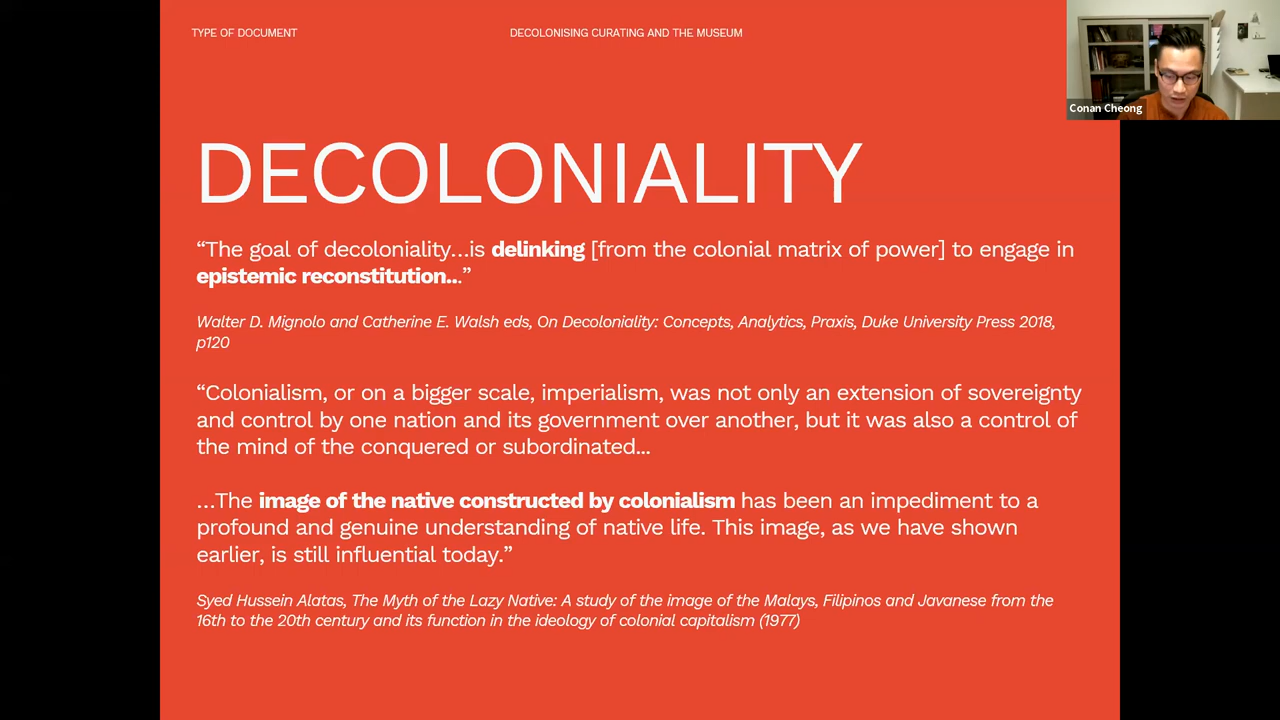 TYPE OF DOCUMENT
DECOLONISING CURATING AND THE MUSEUM
Conan Cheong
DECOLONIALITY
“The goal of decoloniality…is delinking [from the colonial matrix of power] to engage in
epistemic reconstitution...”
Walter D. Mignolo and Catherine E. Walsh eds, On Decoloniality: Concepts, Analytics, Praxis, Duke University Press 2018,
p120
“Colonialism, or on a bigger scale, imperialism, was not only an extension of sovereignty
and control by one nation and its government over another, but it was also a control of
the mind of the conquered or subordinated...
…The image of the native constructed by colonialism has been an impediment to a
profound and genuine understanding of native life. This image, as we have shown
earlier, is still influential today.”
Syed Hussein Alatas, The Myth of the Lazy Native: A study of the image of the Malays, Filipinos and Javanese from the
16th to the 20th century and its function in the ideology of colonial capitalism (1977)